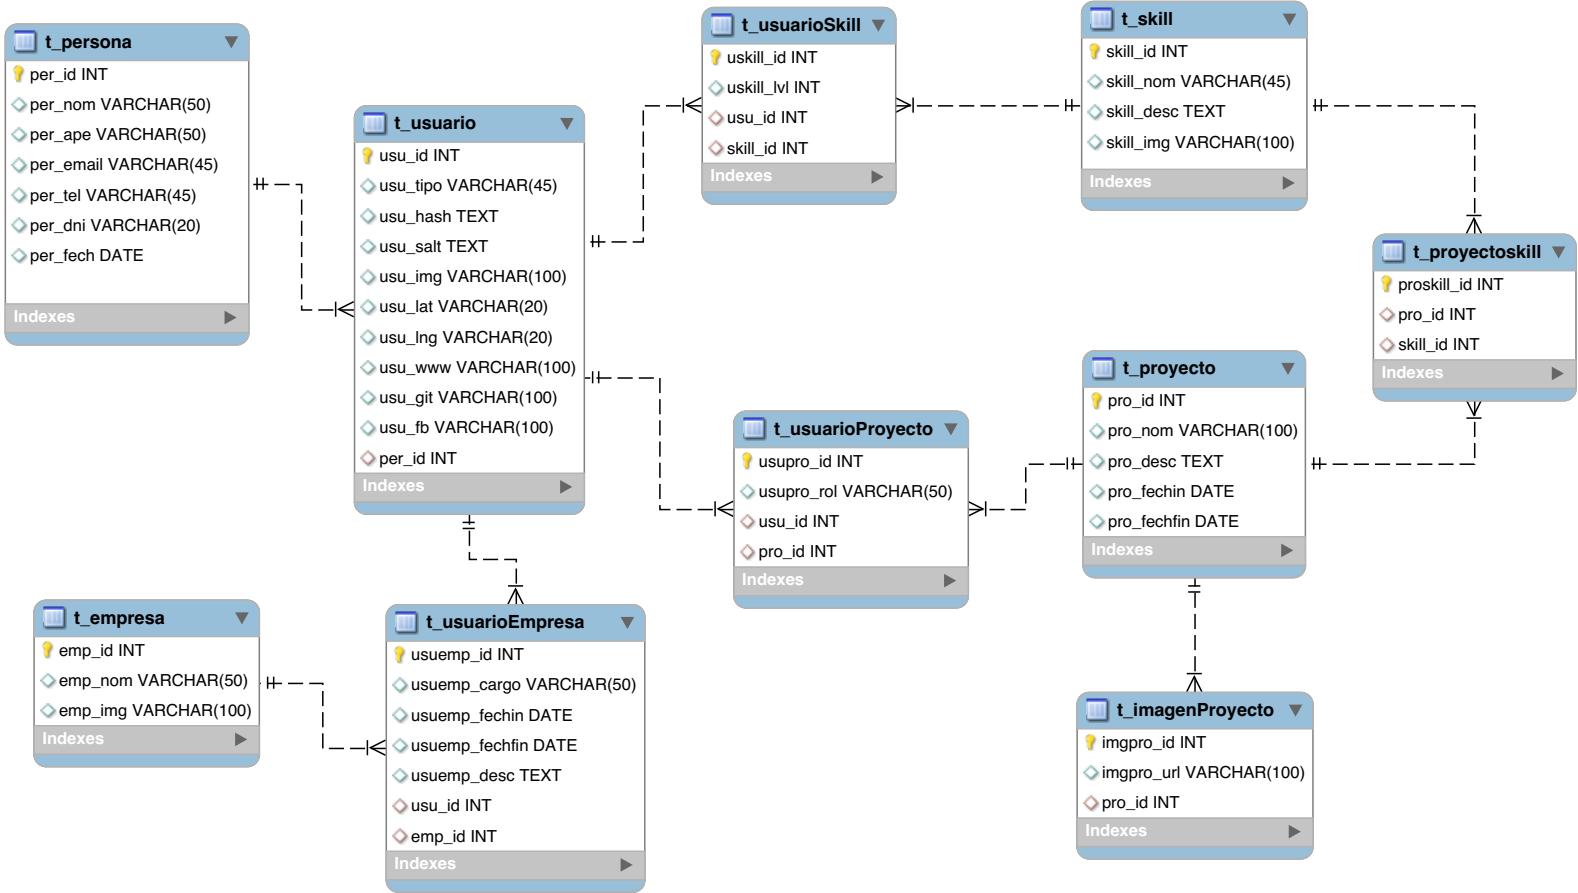 t_persona
per_id INT
per_nom VARCHAR(50)
per_ape VARCHAR(50)
per_email VARCHAR(45)
per_tel VARCHAR(45)
per_dni VARCHAR(20)
per_fech DATE
Indexes
t_usuario
usu_id INT
usu_tipo VARCHAR(45)
usu_hash TEXT
usu_salt TEXT
usu_img VARCHAR(100)
usu_lat VARCHAR(20)
usu_lng VARCHAR(20)
usu_www VARCHAR(100)
usu_git VARCHAR(100)
usu_fb VARCHAR(100)
per_id INT
Indexes
t_usuarioSkill
uskill_id INT
uskill_lvl INT
usu_id INT
skill_id INT
Indexes
t_skill
skill_id INT
skill_nom VARCHAR(45)
skill_desc TEXT
skill_img VARCHAR(100)
Indexes
t_proyectoskill
proskill_id INT
pro_id INT
skill_id INT
Indexes
t_proyecto
pro_id INT
pro_nom VARCHAR(100)
pro_desc TEXT
pro_fechin DATE
pro_fechfin DATE
Indexes
t_usuarioProyecto
usupro_id INT
usupro_rol VARCHAR(50)
usu_id INT
pro_id INT
Indexes
t_empresa
emp_id INT
emp_nom VARCHAR(50)
emp_img VARCHAR(100)
Indexes
t_usuarioEmpresa
usuemp_id INT
usuemp_cargo VARCHAR(50)
usuemp_fechin DATE
usuemp_fechfin DATE
usuemp_desc TEXT
usu_id INT
emp_id INT
Indexes
t_imagenProyecto
imgpro_id INT
imgpro_url VARCHAR(100)
pro_id INT
Indexes